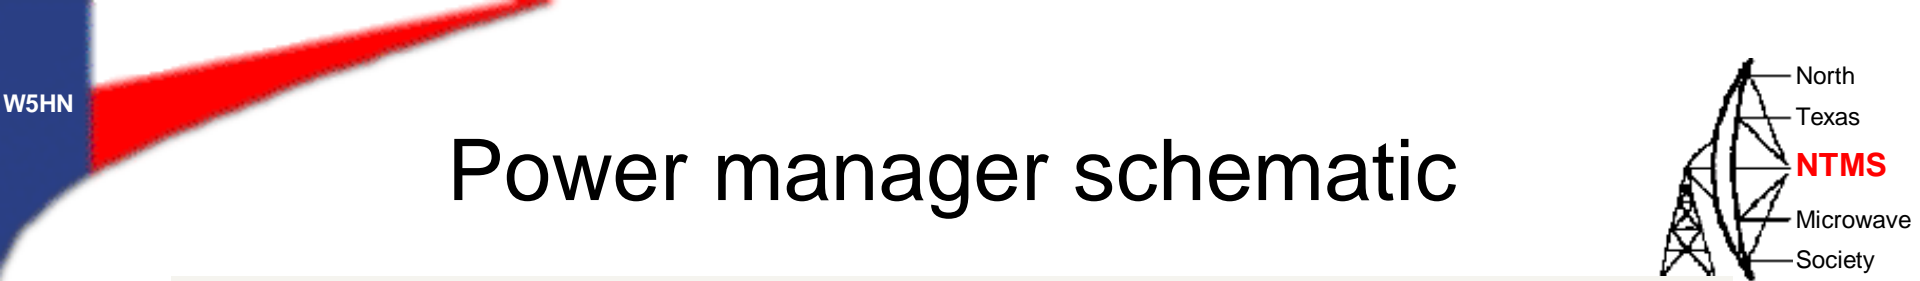 W5HN
Power manager schematic
North
Texas
NTMS
Microwave
Society